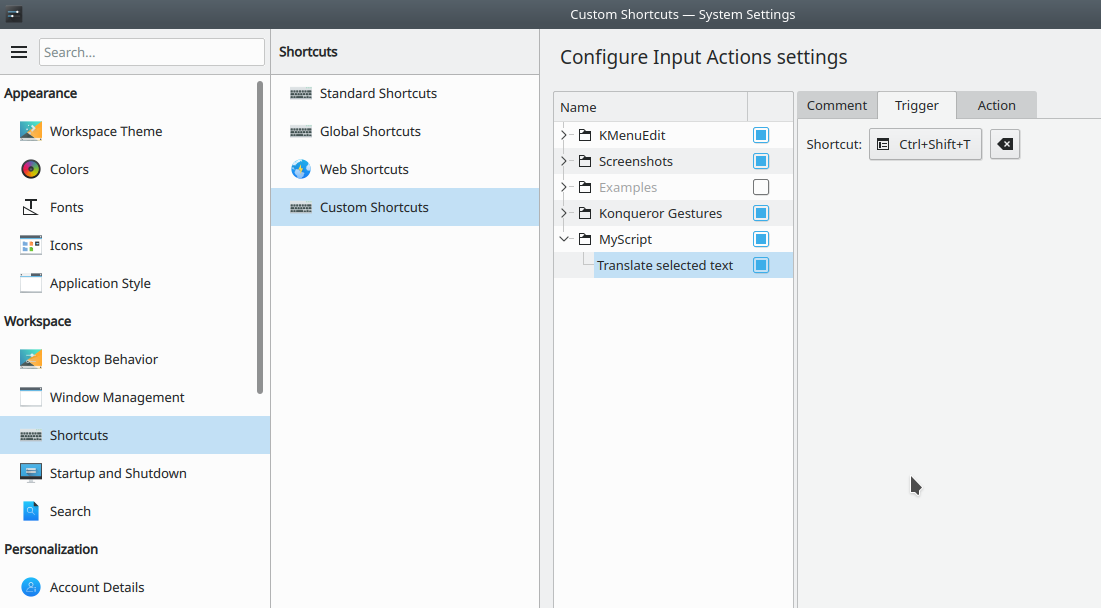 Custom Shortcuts — System Settings
Search...
Appearance
Workspace Theme
Colors
Fonts
Icons
Application Style
Workspace
Desktop Behavior
Window Management
Shortcuts
Startup and Shutdown
Search
Personalization
Account Details
Shortcuts
Standard Shortcuts
Global Shortcuts
Web Shortcuts
Custom Shortcuts
Configure Input Actions settings
Name
KMenuEdit
Screenshots
Examples
Konqueror Gestures
MyScript
Translate selected text
Comment
Trigger
Action
Shortcut: Ctrl+Shift+T